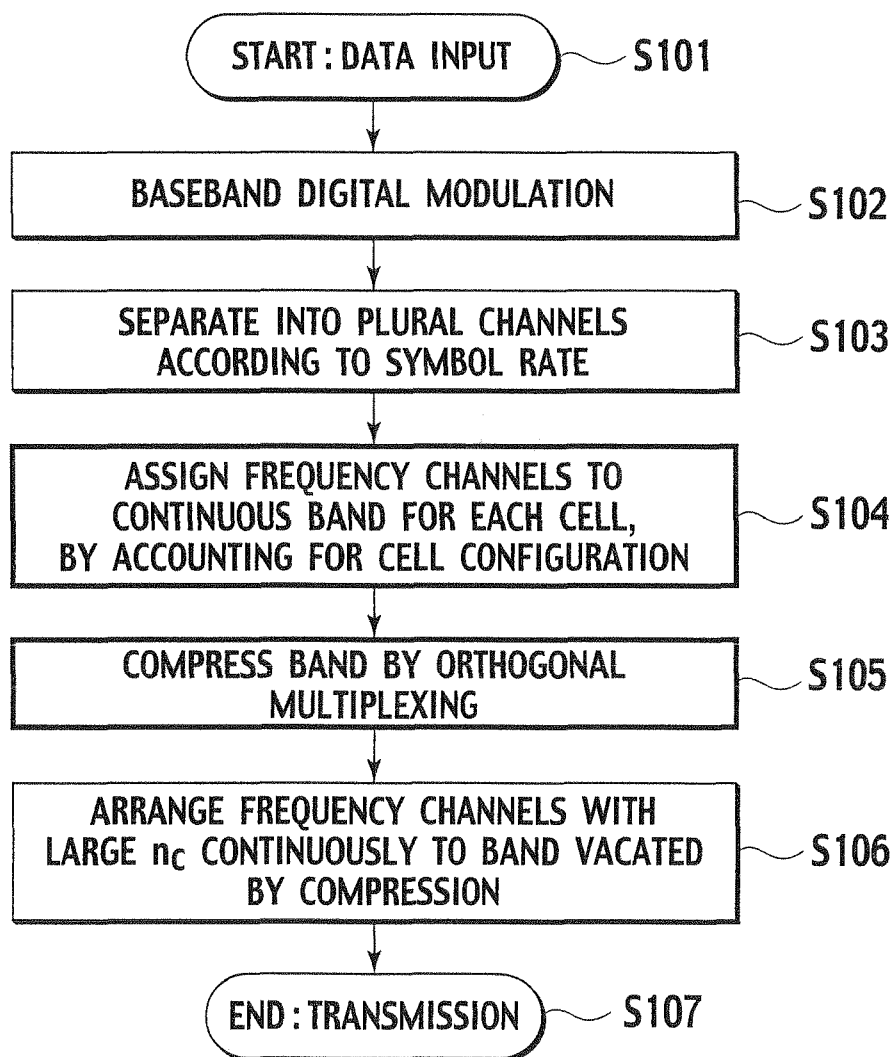 START : DATA INPUT
S101
BASEBAND DIGITAL MODULATION
S102
SEPARATE INTO PLURAL CHANNELS
ACCORDING TO SYMBOL RATE
S103
ASSIGN FREQUENCY CHANNELS TO
CONTINUOUS BAND FOR EACH CELL,
BY ACCOUNTING FOR CELL CONFIGURATION
S104
COMPRESS BAND BY ORTHOGONAL
MULTIPLEXING
S105
ARRANGE FREQUENCY CHANNELS WITH
LARGE nC CONTINUOUSLY TO BAND VACATED
BY COMPRESSION
S106
END : TRANSMISSION
S107